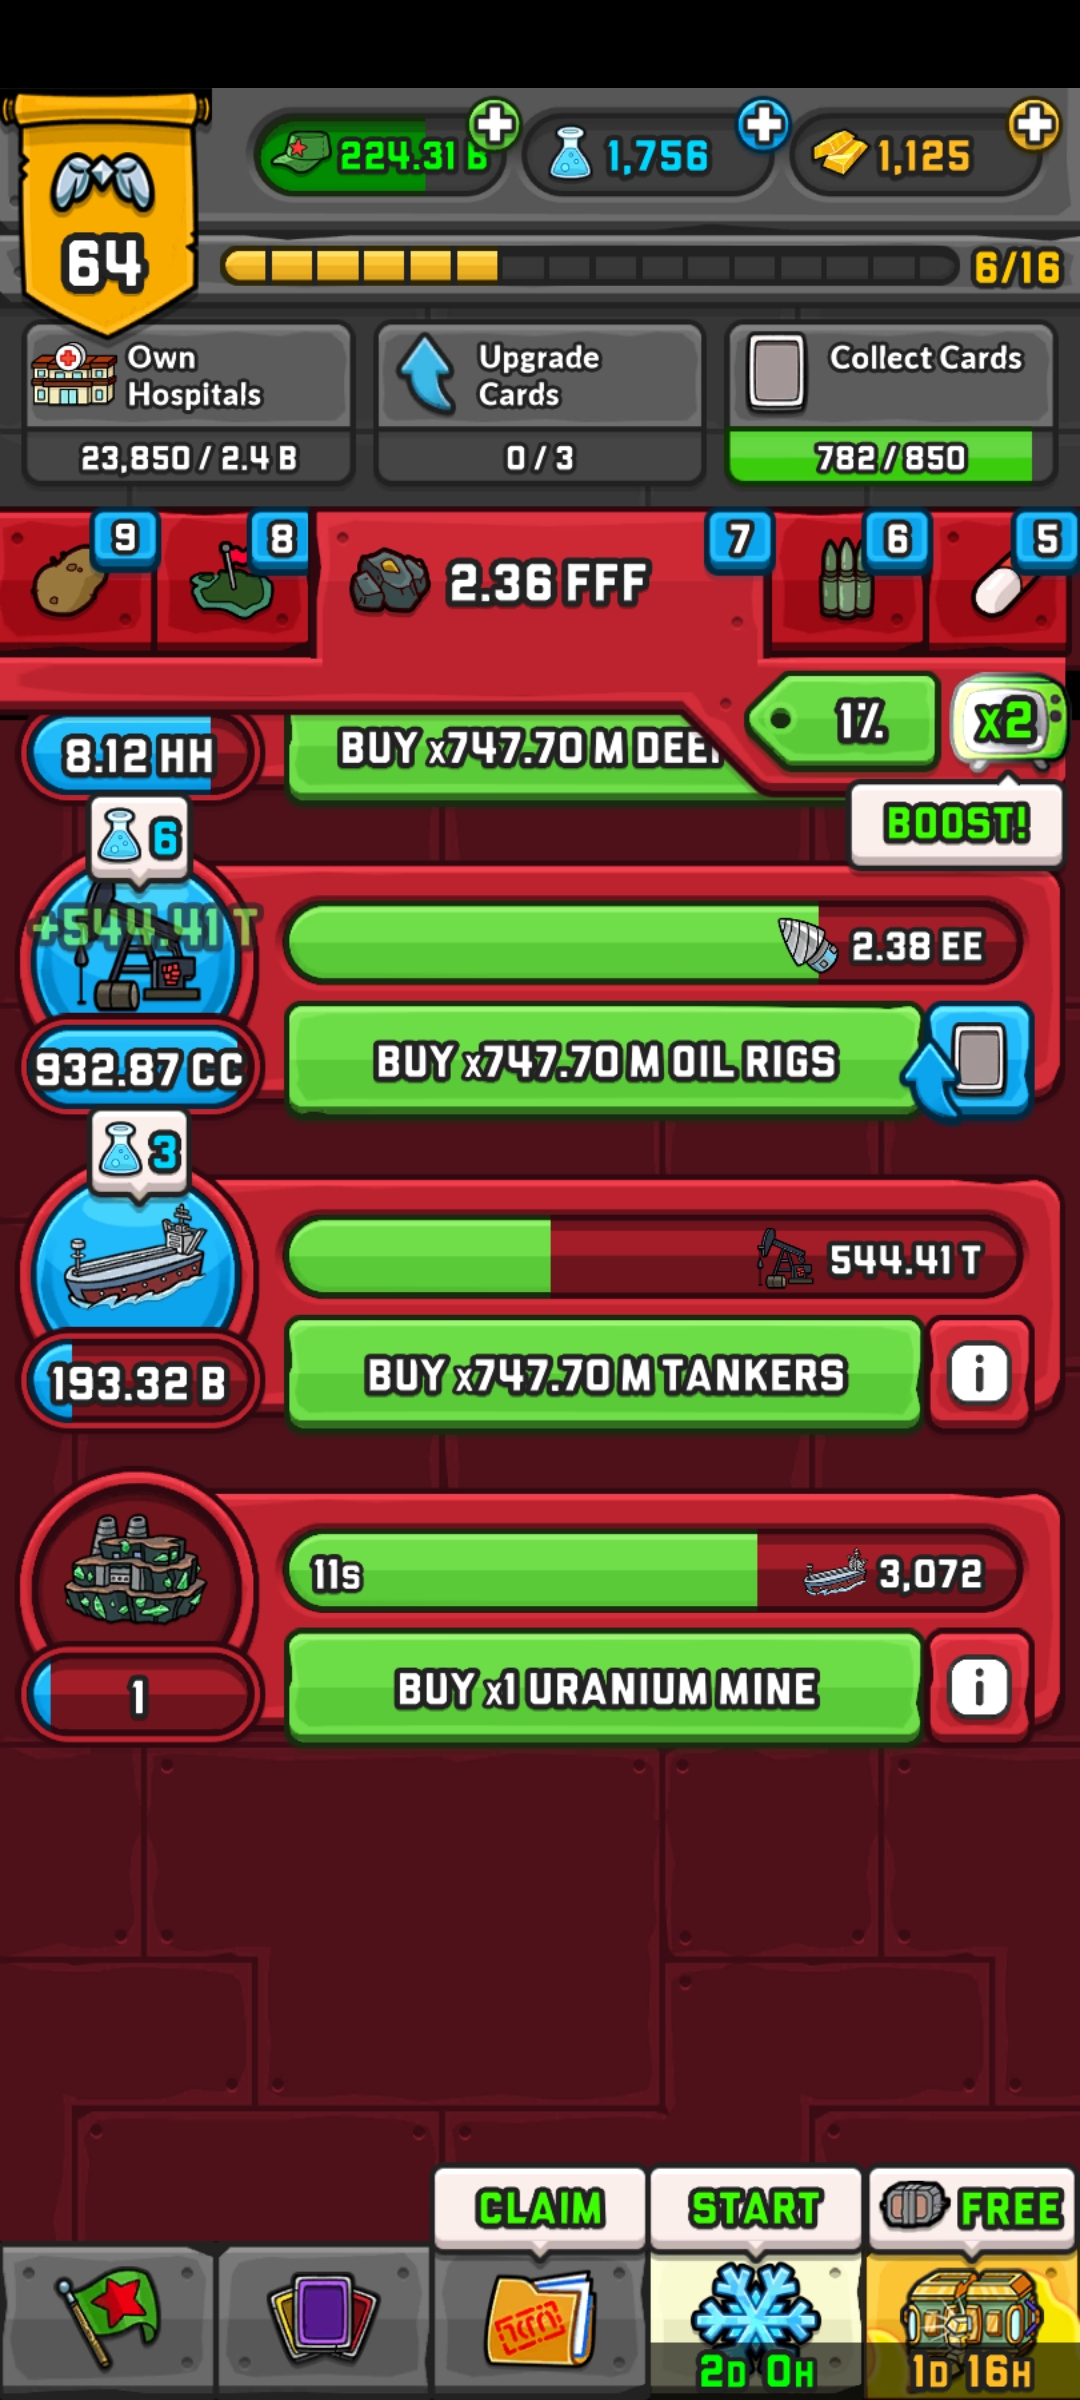 224.31 B
1,756
1,125
64
6/16
Own
Hospitals
23,850 / 2.4 B
Upgrade
Cards
0 / 3
Collect Cards
782 / 850
9
8
2.36 FFF
7
6
5
1%
x2
BOOST!
8.12 HH
BUY x747.70 M
6
+544.41 T
2.38 EE
932.87 CC
BUY x747.70 M OIL RIGS
3
544.41 T
193.32 B
BUY x747.70 M TANKERS
i
11s
3,072
1
BUY x1 URANIUM MINE
i
CLAIM
START
FREE
2D 0H
1D 16H